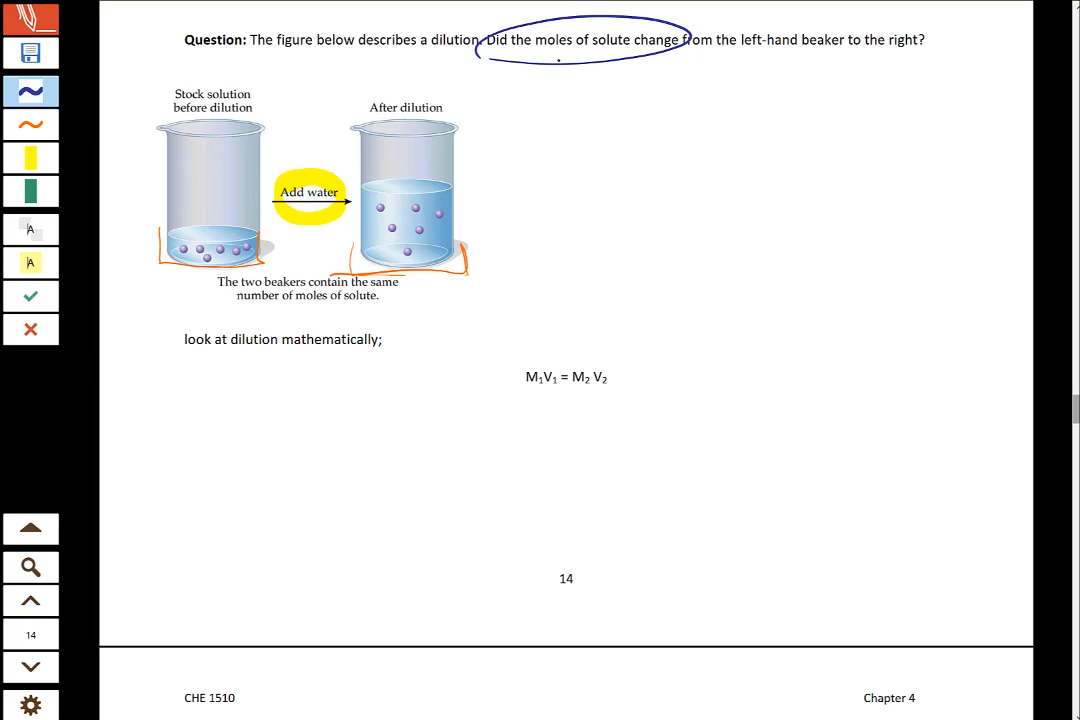 Question: The figure below describes a dilution. Did the moles of solute change from the left-hand beaker to the right?
Stock solution
before dilution
After dilution
Add water
The two beakers contain the same
number of moles of solute.
look at dilution mathematically;
M₁V₁ = M₂ V₂
14
CHE 1510
Chapter 4
A
A
14